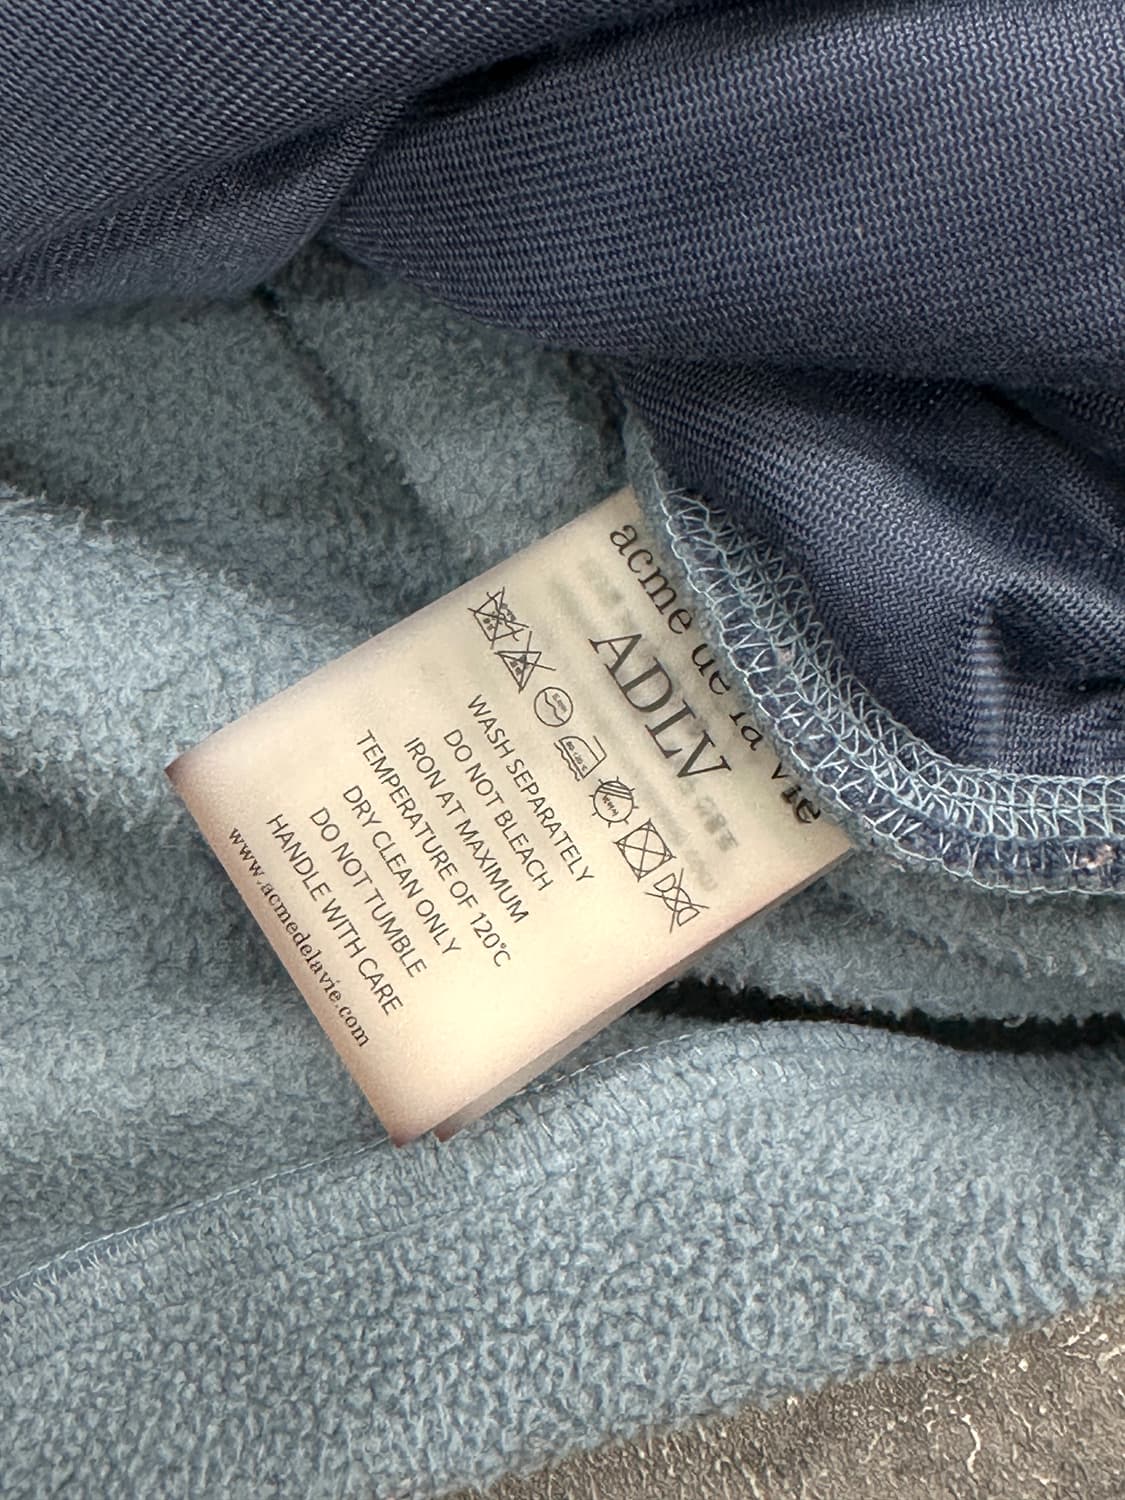 acme de la vie
ADLV
WASH SEPARATELY
DO NOT BLEACH
IRON AT MAXIMUM
TEMPERATURE OF 120°C
DRY CLEAN ONLY
DO NOT TUMBLE
HANDLE WITH CARE
www.acmedelavie.com